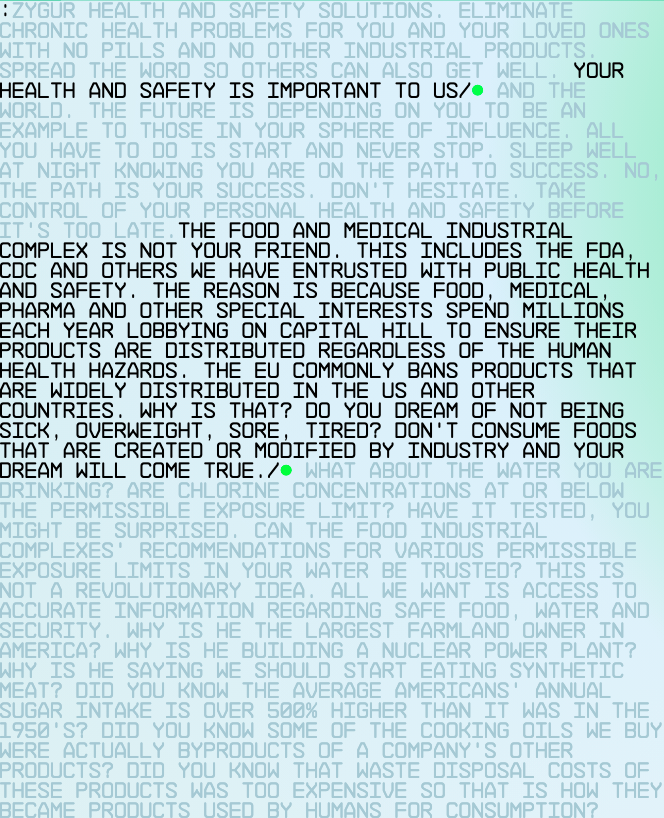 :ZYGUR HEALTH AND SAFETY SOLUTIONS. ELIMINATE
CHRONIC HEALTH PROBLEMS FOR YOU AND YOUR LOVED ONES
WITH NO PILLS AND NO OTHER INDUSTRIAL PRODUCTS.
SPREAD THE WORD SO OTHERS CAN ALSO GET WELL. YOUR
HEALTH AND SAFETY IS IMPORTANT TO US/● AND THE
WORLD. THE FUTURE IS DEPENDING ON YOU TO BE AN
EXAMPLE TO THOSE IN YOUR SPHERE OF INFLUENCE. ALL
YOU HAVE TO DO IS START AND NEVER STOP. SLEEP WELL
AT NIGHT KNOWING YOU ARE ON THE PATH TO SUCCESS. NO,
THE PATH IS YOUR SUCCESS. DON'T HESITATE. TAKE
CONTROL OF YOUR PERSONAL HEALTH AND SAFETY BEFORE
IT'S TOO LATE.THE FOOD AND MEDICAL INDUSTRIAL
COMPLEX IS NOT YOUR FRIEND. THIS INCLUDES THE FDA,
CDC AND OTHERS WE HAVE ENTRUSTED WITH PUBLIC HEALTH
AND SAFETY. THE REASON IS BECAUSE FOOD, MEDICAL,
PHARMA AND OTHER SPECIAL INTERESTS SPEND MILLIONS
EACH YEAR LOBBYING ON CAPITAL HILL TO ENSURE THEIR
PRODUCTS ARE DISTRIBUTED REGARDLESS OF THE HUMAN
HEALTH HAZARDS. THE EU COMMONLY BANS PRODUCTS THAT
ARE WIDELY DISTRIBUTED IN THE US AND OTHER
COUNTRIES. WHY IS THAT? DO YOU DREAM OF NOT BEING
SICK, OVERWEIGHT, SORE, TIRED? DON'T CONSUME FOODS
THAT ARE CREATED OR MODIFIED BY INDUSTRY AND YOUR
DREAM WILL COME TRUE./● WHAT ABOUT THE WATER YOU ARE
DRINKING? ARE CHLORINE CONCENTRATIONS AT OR BELOW
THE PERMISSIBLE EXPOSURE LIMIT? HAVE IT TESTED, YOU
MIGHT BE SURPRISED. CAN THE FOOD INDUSTRIAL
COMPLEXES' RECOMMENDATIONS FOR VARIOUS PERMISSIBLE
EXPOSURE LIMITS IN YOUR WATER BE TRUSTED? THIS IS
NOT A REVOLUTIONARY IDEA. ALL WE WANT IS ACCESS TO
ACCURATE INFORMATION REGARDING SAFE FOOD, WATER AND
SECURITY. WHY IS HE THE LARGEST FARMLAND OWNER IN
AMERICA? WHY IS HE BUILDING A NUCLEAR POWER PLANT?
WHY IS HE SAYING WE SHOULD START EATING SYNTHETIC
MEAT? DID YOU KNOW THE AVERAGE AMERICANS' ANNUAL
SUGAR INTAKE IS OVER 500% HIGHER THAN IT WAS IN THE
1950'S? DID YOU KNOW SOME OF THE COOKING OILS WE BUY
WERE ACTUALLY BYPRODUCTS OF A COMPANY'S OTHER
PRODUCTS? DID YOU KNOW THAT WASTE DISPOSAL COSTS OF
THESE PRODUCTS WAS TOO EXPENSIVE SO THAT IS HOW THEY
BECAME PRODUCTS USED BY HUMANS FOR CONSUMPTION?